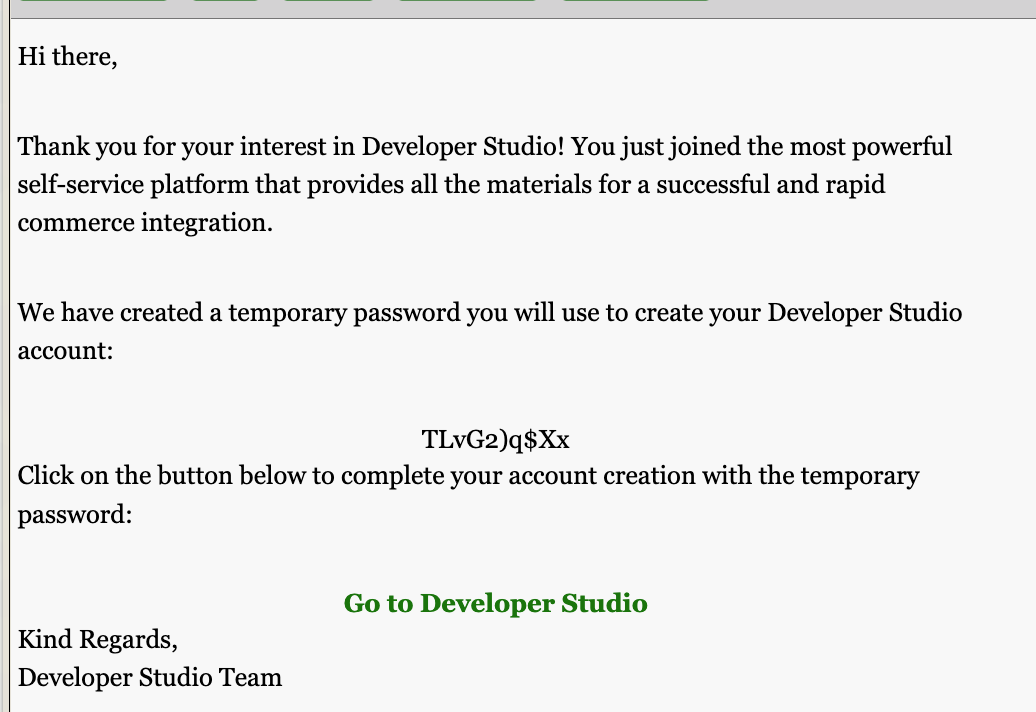 Hi there,
Thank you for your interest in Developer Studio! You just joined the most powerful
self-service platform that provides all the materials for a successful and rapid
commerce integration.
We have created a temporary password you will use to create your Developer Studio
account:
TLvG2)q$Xx
Click on the button below to complete your account creation with the temporary
password:
Go to Developer Studio
Kind Regards,
Developer Studio Team